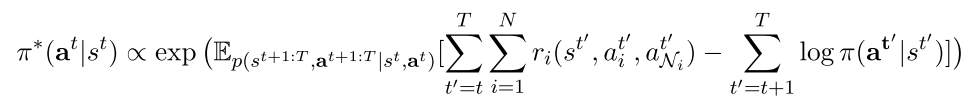 π*(𝐚^t|s^t) ∝ exp (𝔼_{p(s^{t+1:T},𝐚^{t+1:T}|s^t,𝐚^t)}[∑_{t'=t}^{T} ∑_{i=1}^{N} r_i(s^{t'}, a_i^{t'}, a_{𝒩_i}^{t'}) − ∑_{t'=t+1}^{T} log π(𝐚^{𝐭'}|s^{t'})])